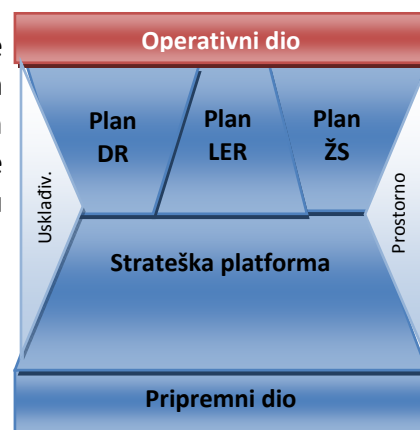 Operativni dio
Plan
DR
Plan
LER
Plan
ŽS
Usklađiv.
Prostorno
Strateška platforma
Pripremni dio